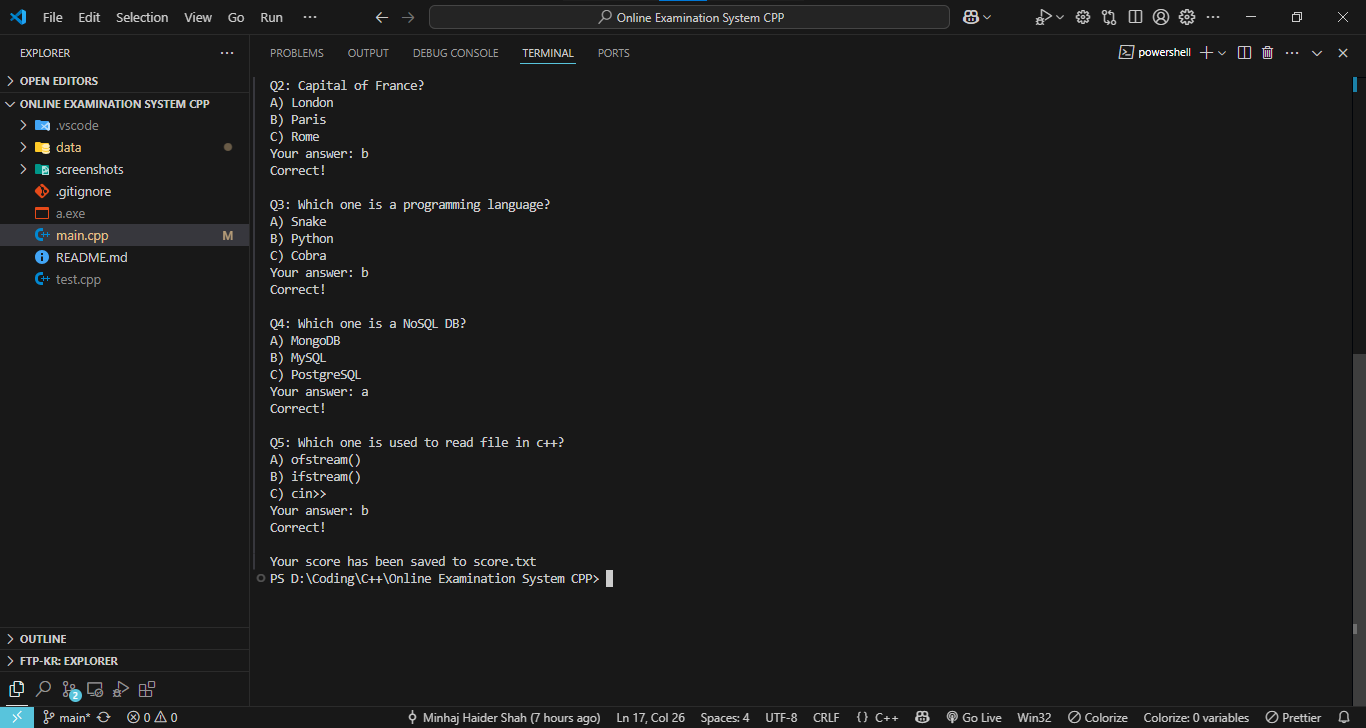 File Edit Selection View Go Run ··· Online Examination System CPP
EXPLORER ···
OPEN EDITORS
ONLINE EXAMINATION SYSTEM CPP
.vscode
data
screenshots
.gitignore
a.exe
main.cpp M
README.md
test.cpp
OUTLINE
FTP-KR: EXPLORER
2
PROBLEMS OUTPUT DEBUG CONSOLE TERMINAL PORTS powershell
Q2: Capital of France?
A) London
B) Paris
C) Rome
Your answer: b
Correct!
Q3: Which one is a programming language?
A) Snake
B) Python
C) Cobra
Your answer: b
Correct!
Q4: Which one is a NoSQL DB?
A) MongoDB
B) MySQL
C) PostgreSQL
Your answer: a
Correct!
Q5: Which one is used to read file in c++?
A) ofstream()
B) ifstream()
C) cin>>
Your answer: b
Correct!
Your score has been saved to score.txt
PS D:\Coding\C++\Online Examination System CPP>
main* 0 0 Minhaj Haider Shah (7 hours ago) Ln 17, Col 26 Spaces: 4 UTF-8 CRLF {} C++ Go Live Win32 Colorize Colorize: 0 variables Prettier